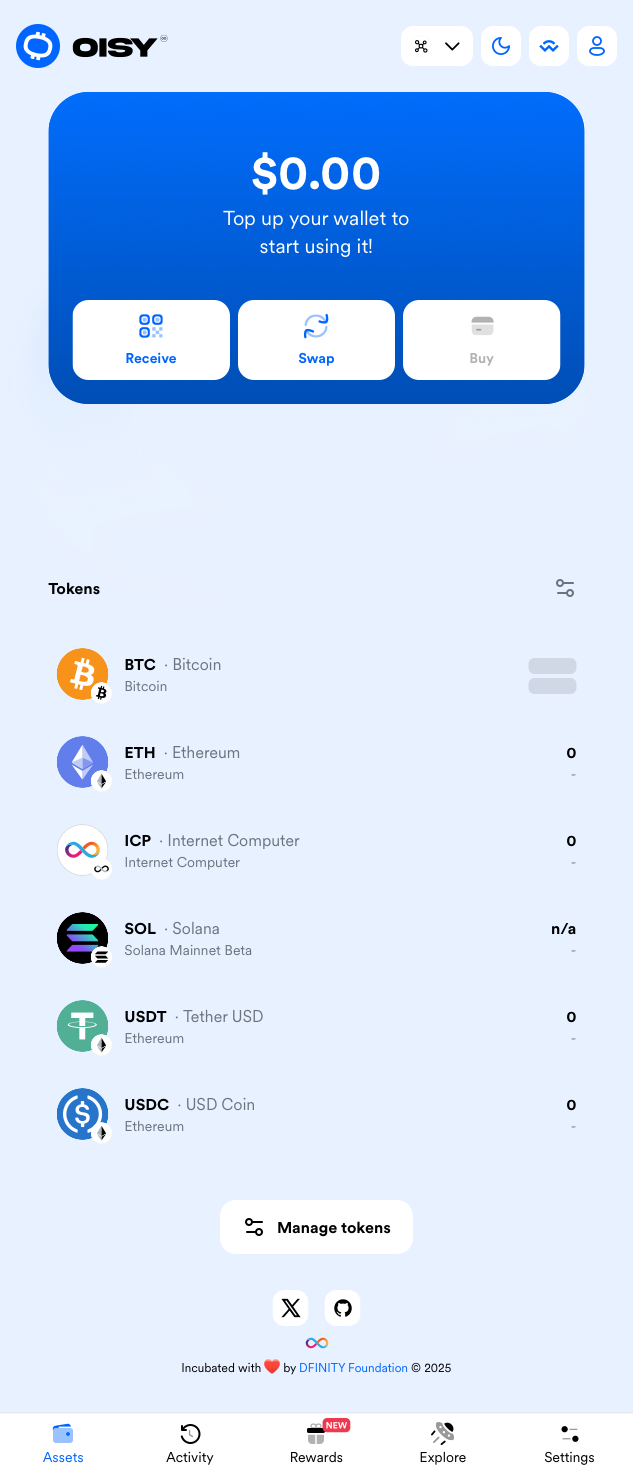 OISY
$0.00
Top up your wallet to
start using it!
Receive
Swap
Buy
Tokens
BTC · Bitcoin
Bitcoin
ETH · Ethereum
0
Ethereum
-
ICP · Internet Computer
0
Internet Computer
-
SOL · Solana
n/a
Solana Mainnet Beta
-
USDT · Tether USD
0
Ethereum
-
USDC · USD Coin
0
Ethereum
-
Manage tokens
Incubated with ❤️ by DFINITY Foundation © 2025
NEW
Assets
Activity
Rewards
Explore
Settings